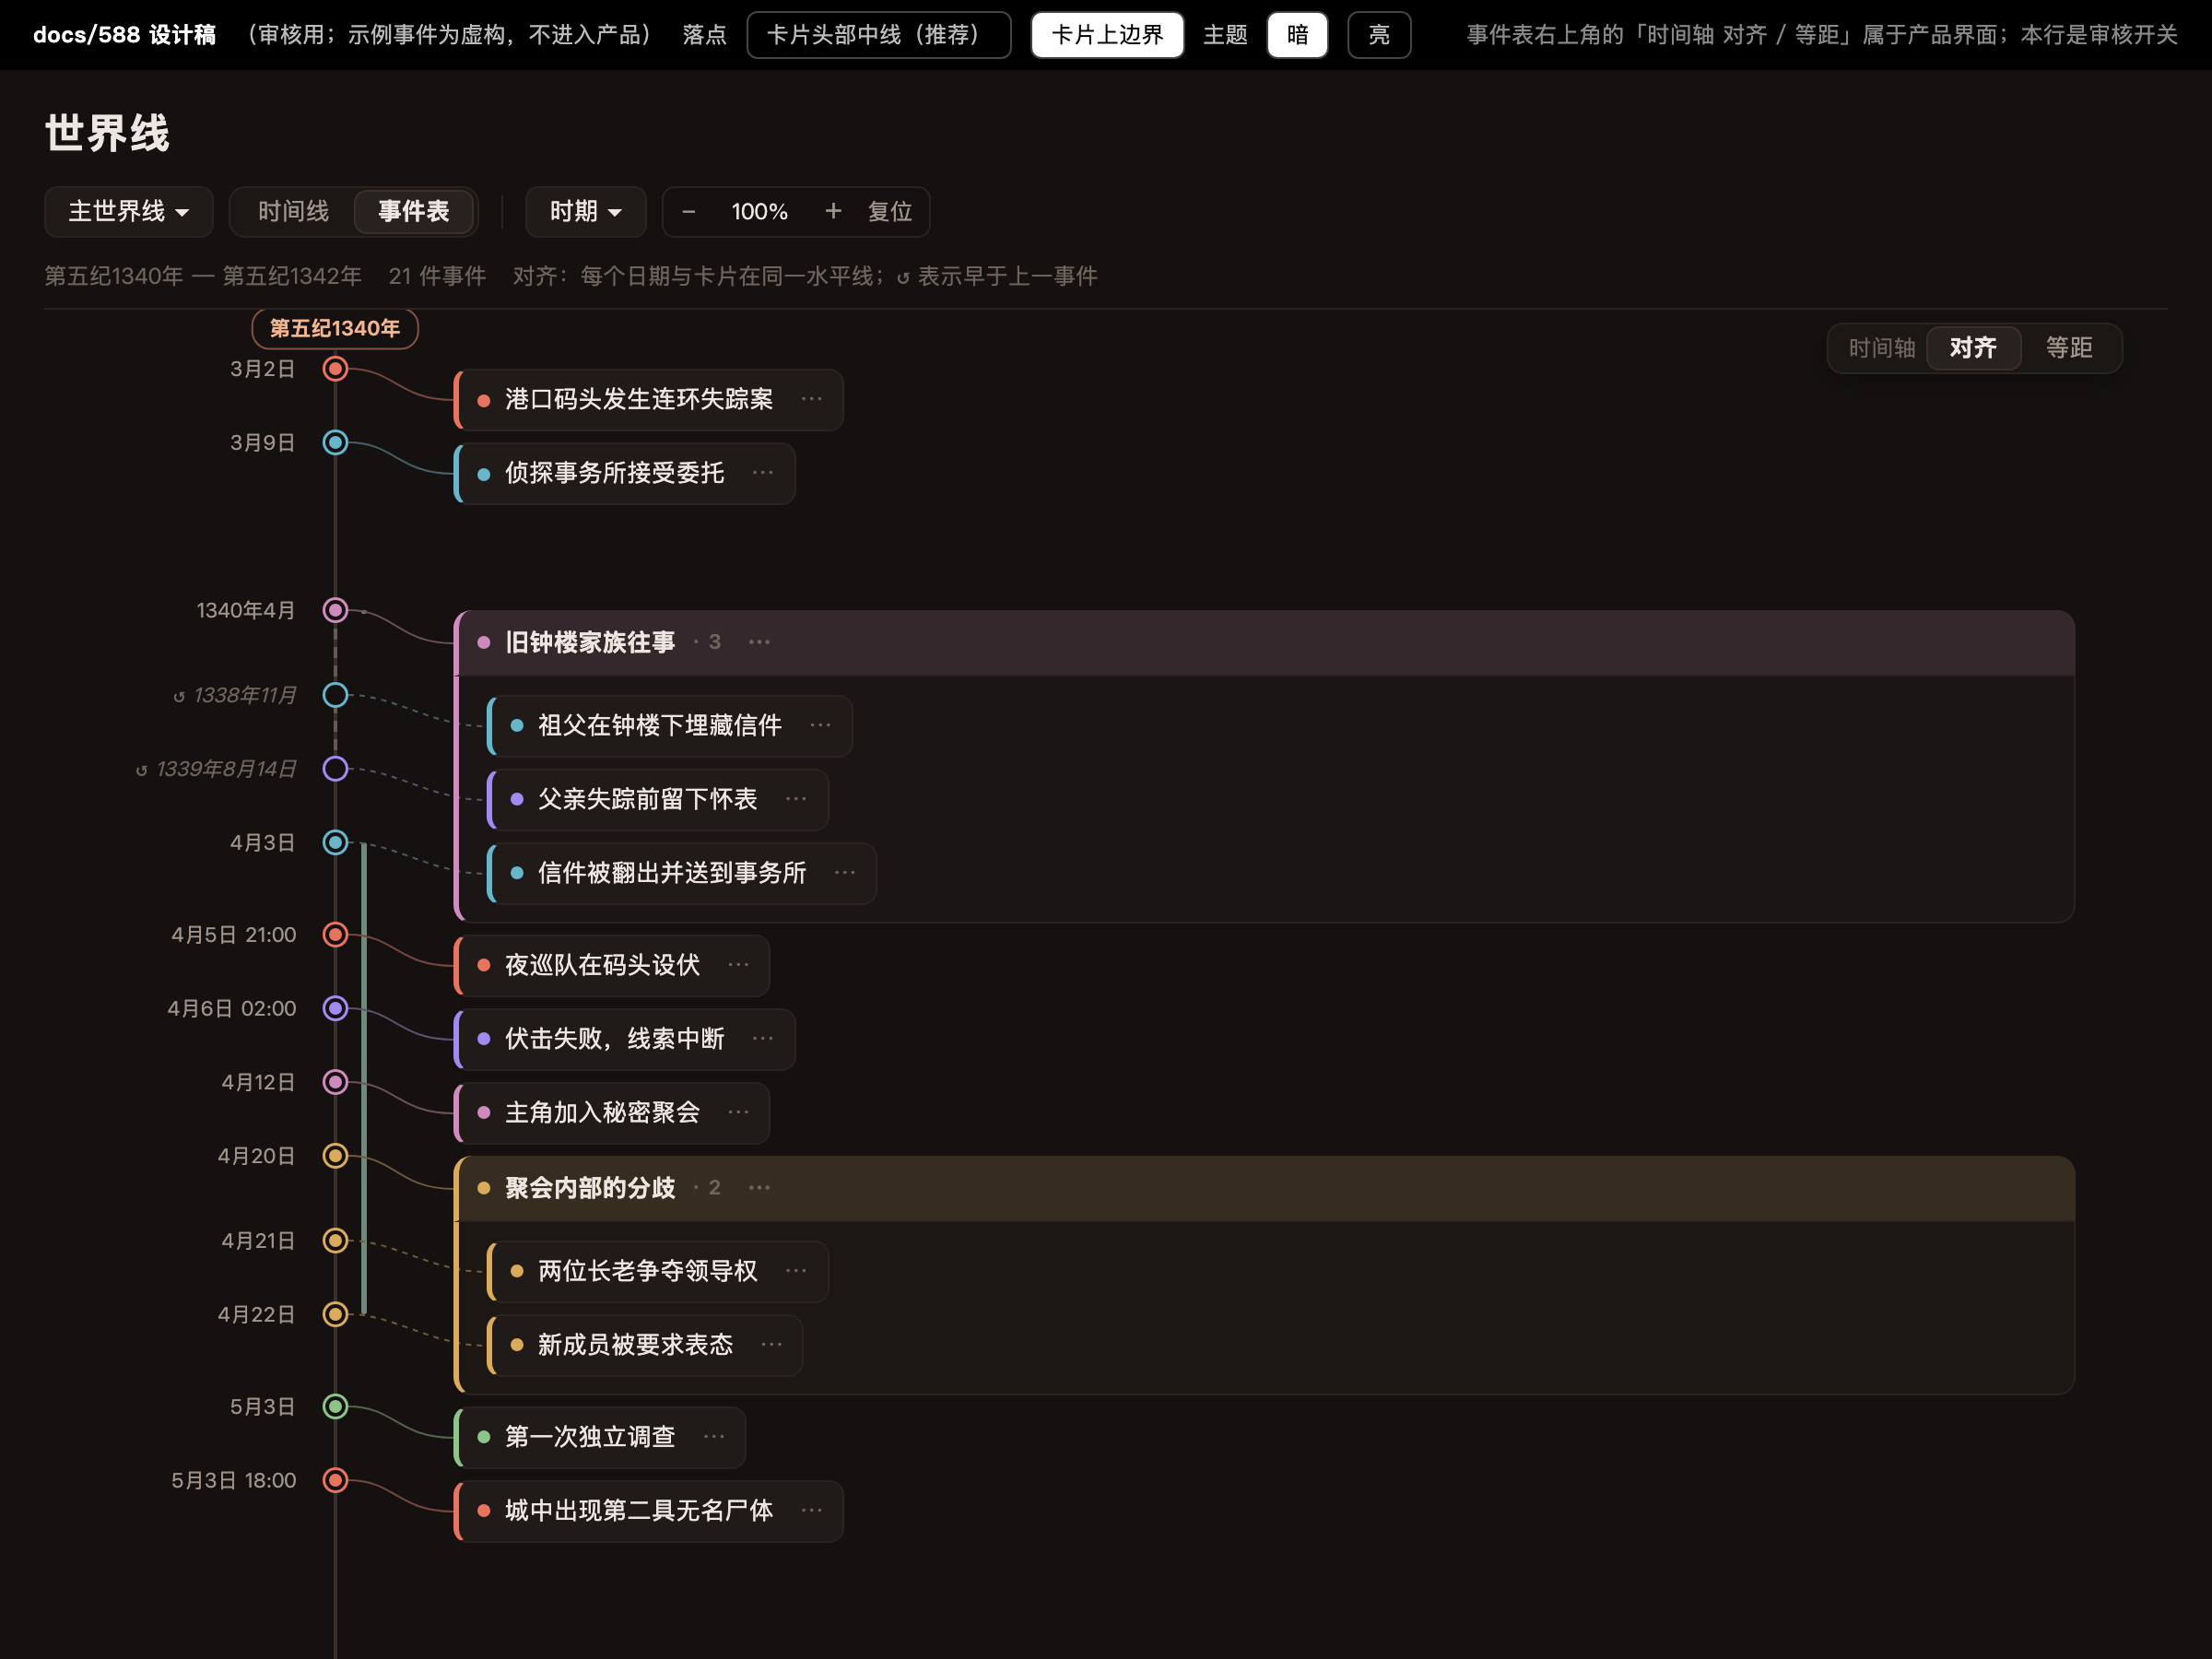 docs/588 设计稿 （审核用；示例事件为虚构，不进入产品） 落点 卡片头部中线（推荐） 卡片上边界 主题 暗 亮 事件表右上角的「时间轴 对齐 / 等距」属于产品界面；本行是审核开关
世界线
主世界线 时间线 事件表 时期 − 100% + 复位
第五纪1340年 — 第五纪1342年 21 件事件 对齐：每个日期与卡片在同一水平线；↺ 表示早于上一事件
第五纪1340年
时间轴 对齐 等距
3月2日
港口码头发生连环失踪案 ···
3月9日
侦探事务所接受委托 ···
1340年4月
旧钟楼家族往事 · 3 ···
↺ 1338年11月
祖父在钟楼下埋藏信件 ···
↺ 1339年8月14日
父亲失踪前留下怀表 ···
4月3日
信件被翻出并送到事务所 ···
4月5日 21:00
夜巡队在码头设伏 ···
4月6日 02:00
伏击失败，线索中断 ···
4月12日
主角加入秘密聚会 ···
4月20日
聚会内部的分歧 · 2 ···
4月21日
两位长老争夺领导权 ···
4月22日
新成员被要求表态 ···
5月3日
第一次独立调查 ···
5月3日 18:00
城中出现第二具无名尸体 ···